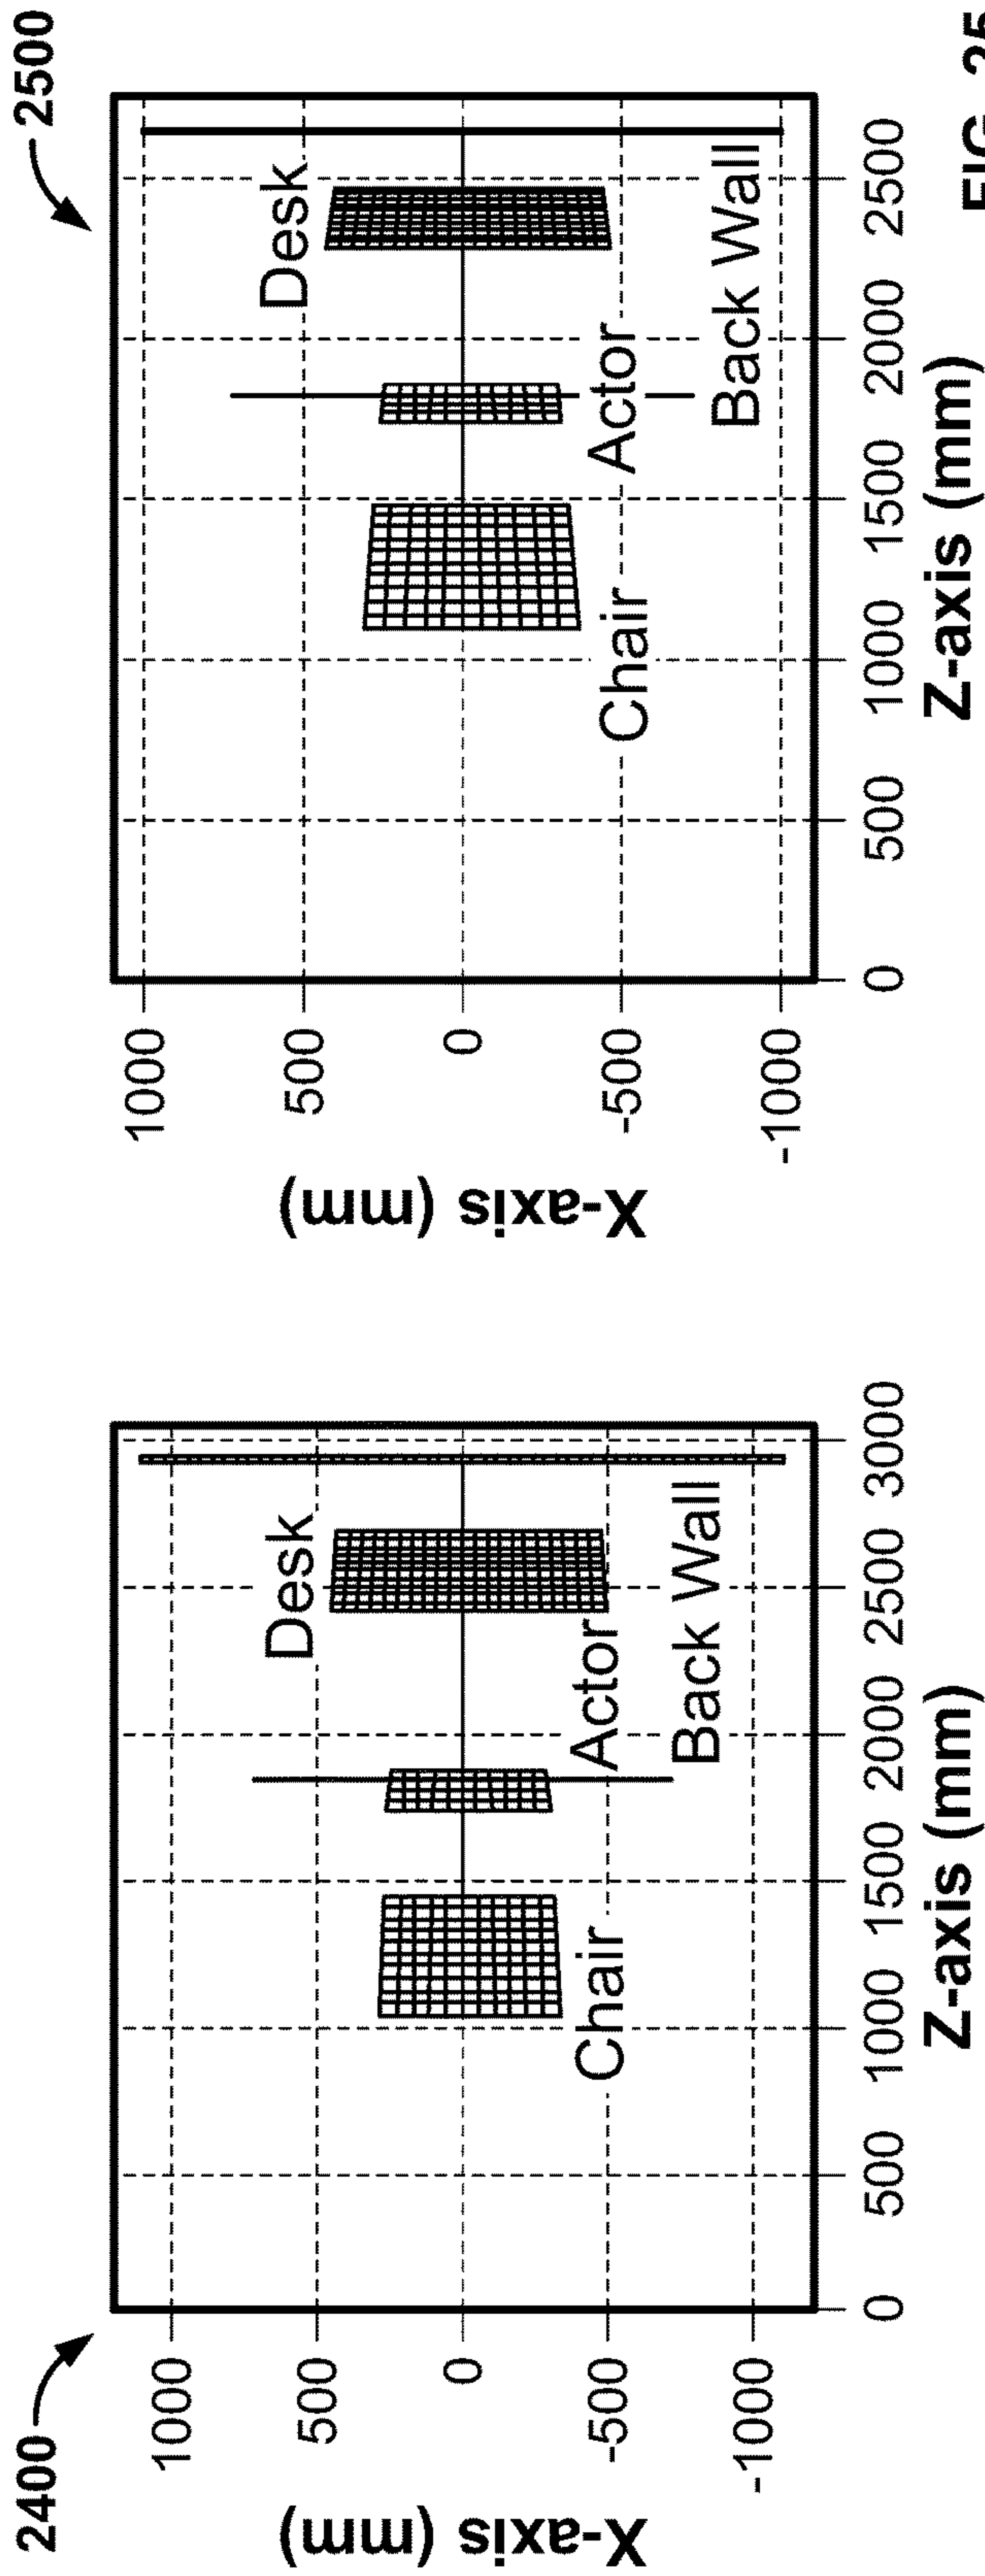 2400
X-axis (mm)
1000
500
0
-500
-1000
Desk
Actor
Chair
Back Wall
0 500 1000 1500 2000 2500 3000
Z-axis (mm)
2500
X-axis (mm)
1000
500
0
-500
-1000
Desk
Actor
Chair
Back Wall
0 500 1000 1500 2000 2500
Z-axis (mm)
FIG. 25